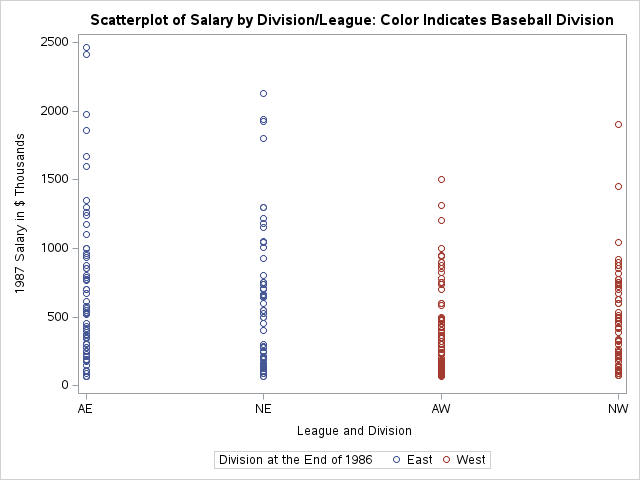 Scatterplot of Salary by Division/League: Color Indicates Baseball Division
2500
2000
1500
1000
500
0
1987 Salary in $ Thousands
AE NE AW NW
League and Division
Division at the End of 1986 East West